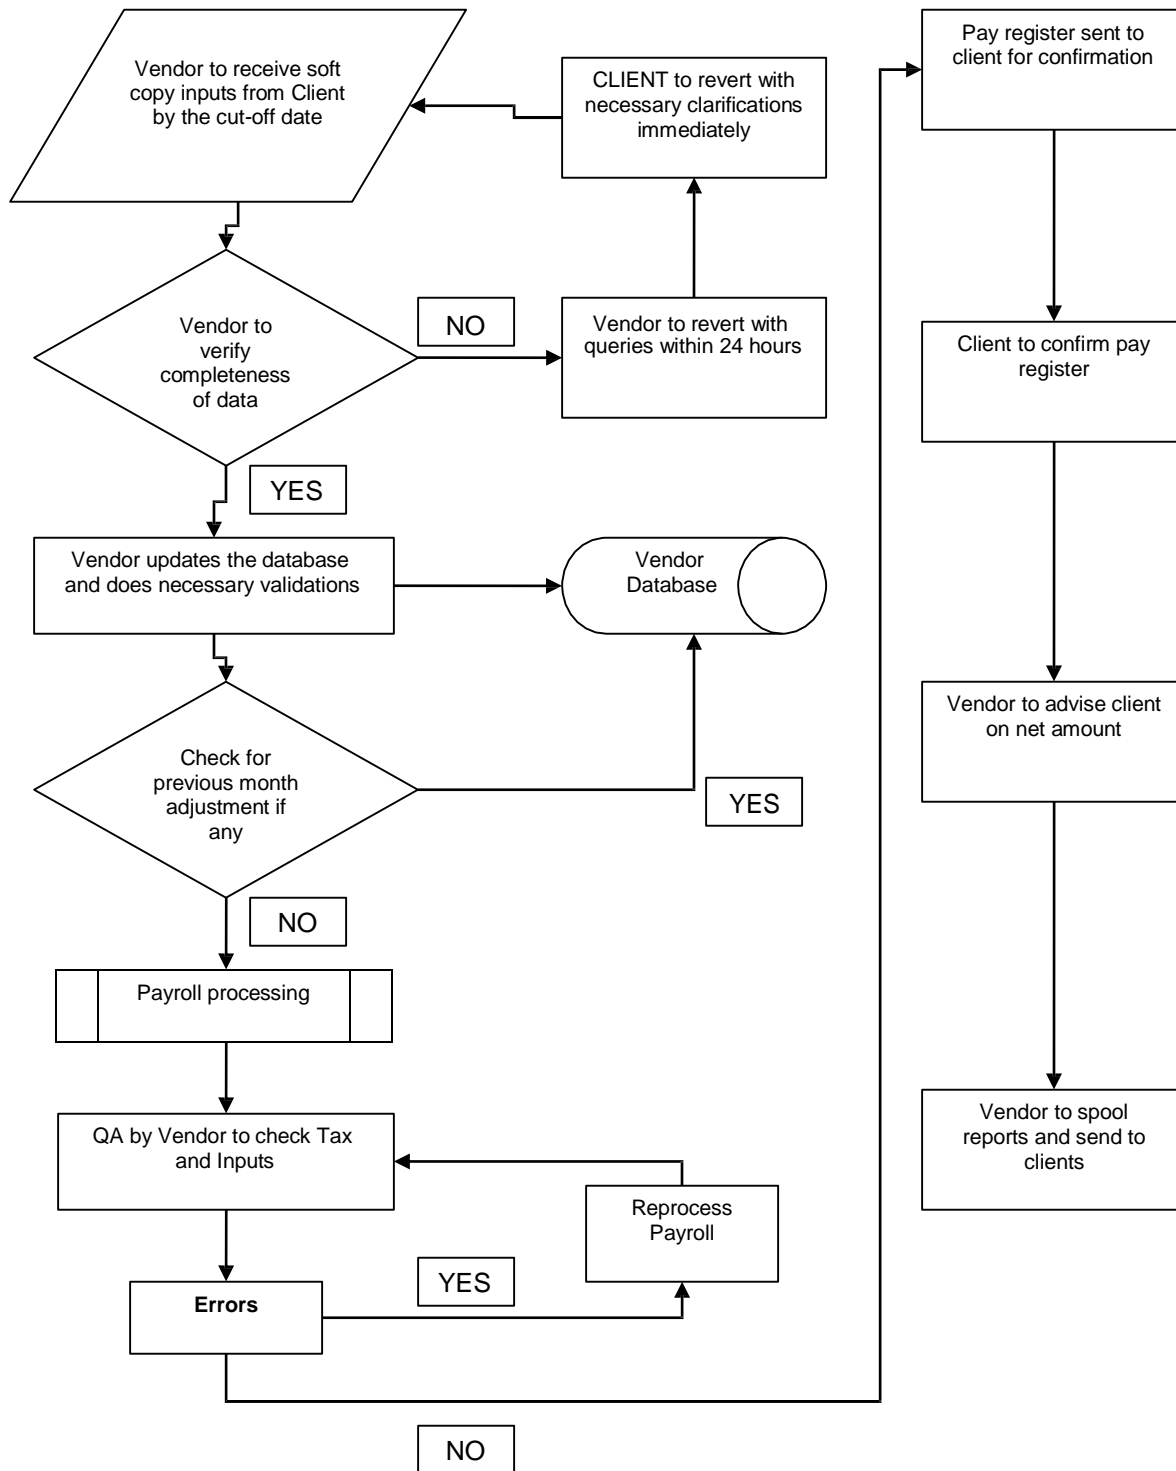 Vendor to receive soft
copy inputs from Client
by the cut-off date
CLIENT to revert with
necessary clarifications
immediately
Vendor to
verify
completeness
of data
NO
Vendor to revert with
queries within 24 hours
YES
Vendor updates the database
and does necessary validations
Vendor
Database
Check for
previous month
adjustment if
any
YES
NO
Payroll processing
QA by Vendor to check Tax
and Inputs
Reprocess
Payroll
YES
Errors
NO
Pay register sent to
client for confirmation
Client to confirm pay
register
Vendor to advise client
on net amount
Vendor to spool
reports and send to
clients